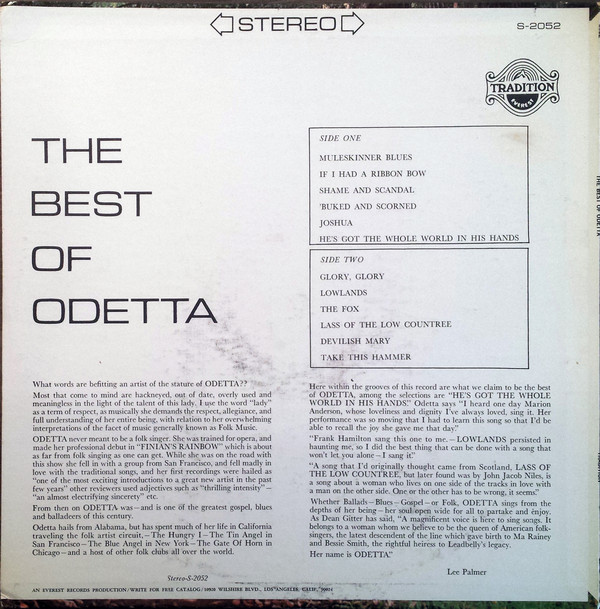 STEREO
S-2052
TRADITION
EVEREST
THE
BEST
OF
ODETTA
SIDE ONE
MULESKINNER BLUES
IF I HAD A RIBBON BOW
SHAME AND SCANDAL
'BUKED AND SCORNED
JOSHUA
HE'S GOT THE WHOLE WORLD IN HIS HANDS
SIDE TWO
GLORY, GLORY
LOWLANDS
THE FOX
LASS OF THE LOW COUNTREE
DEVILISH MARY
TAKE THIS HAMMER
THE BEST OF ODETTA
What words are befitting an artist of the stature of ODETTA??
Most that come to mind are hackneyed, out of date, overly used and
meaningless in the light of the talent of this lady. I use the word "lady"
as a term of respect, as musically she demands the respect, allegiance, and
full understanding of her entire being, with relation to her overwhelming
interpretations of the facet of music generally known as Folk Music.
ODETTA never meant to be a folk singer. She was trained for opera, and
made her professional debut in "FINIAN'S RAINBOW" which is about
as far from folk singing as one can get. While she was on the road with
this show she fell in with a group from San Francisco, and fell madly in
love with the traditional songs, and her first recordings were hailed as
"one of the most exciting introductions to a great new artist in the past
few years" other reviewers used adjectives such as "thrilling intensity"—
"an almost electrifying sincerety" etc.
From then on ODETTA was—and is one of the greatest gospel, blues
and balladeers of this century.
Odetta hails from Alabama, but has spent much of her life in California
traveling the folk artist circuit,—The Hungry I—The Tin Angel in
San Francisco—The Blue Angel in New York—The Gate Of Horn in
Chicago—and a host of other folk clubs all over the world.
Here within the grooves of this record are what we claim to be the best
of ODETTA, among the selections are "HE'S GOT THE WHOLE
WORLD IN HIS HANDS." Odetta says "I heard one day Marion
Anderson, whose loveliness and dignity I've always loved, sing it. Her
performance was so moving that I had to learn this song so that I'd be
able to recall the joy she gave me that day."
"Frank Hamilton sang this one to me.—LOWLANDS persisted in
haunting me, so I did the best thing that can be done with a song that
won't let you alone—I sang it"
"A song that I'd originally thought came from Scotland, LASS OF
THE LOW COUNTREE, but later found was by John Jacob Niles, is
a song about a woman who lives on one side of the tracks in love with
a man on the other side. One or the other has to be wrong, it seems."
Whether Ballads—Blues—Gospel—or Folk, ODETTA sings from the
depths of her being—her soul open wide for all to partake and enjoy.
As Dean Gitter has said, "A magnificent voice is here to sing songs. It
belongs to a woman whom we believe to be the queen of American folk-
singers, the latest descendent of the line which gave birth to Ma Rainey
and Bessie Smith, the rightful heiress to Leadbelly's legacy.
Her name is ODETTA"
Lee Palmer
Stereo-S-2052
AN EVEREST RECORDS PRODUCTION/WRITE FOR FREE CATALOG/10920 WILSHIRE BLVD., LOS ANGELES, CALIF.